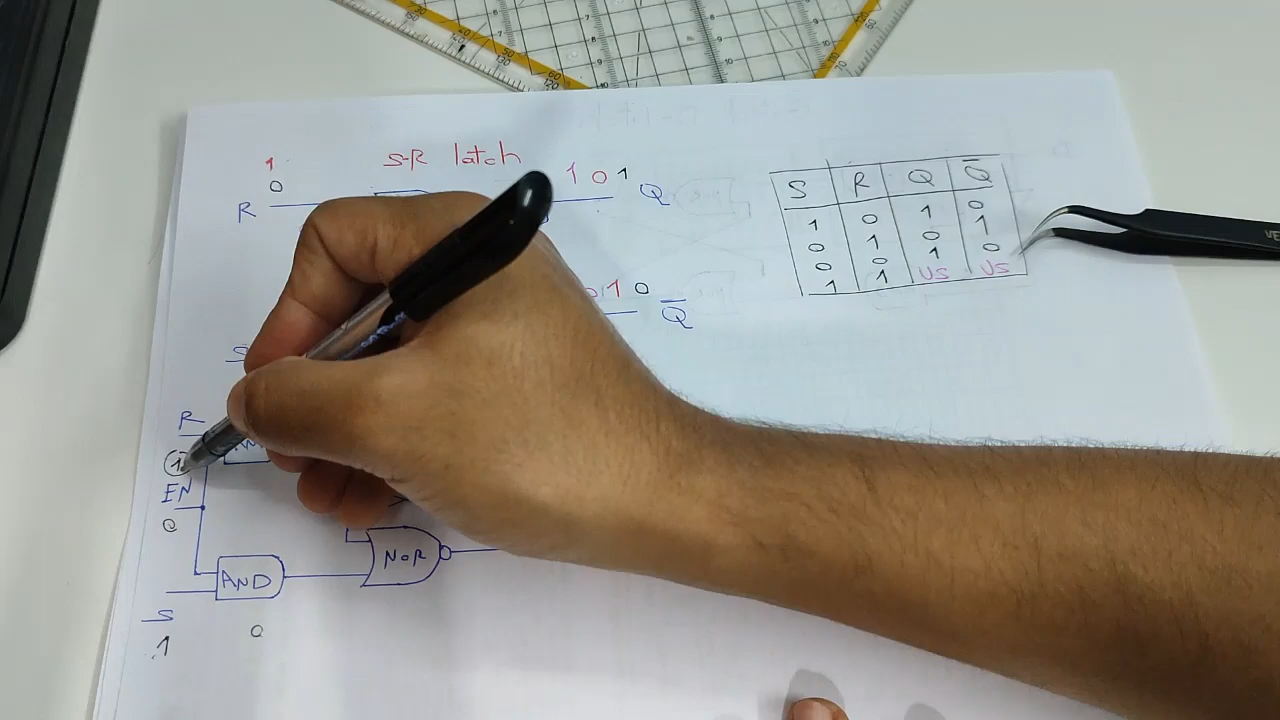 S-R latch
1
0
1 0 1
R
Q
0 1 0
Q̅
S R Q Q̅
1 0 1 0
0 1 0 1
0 0 1 0
1 1 US US
S
R
1
EN
0
NOR
AND
S
1
0